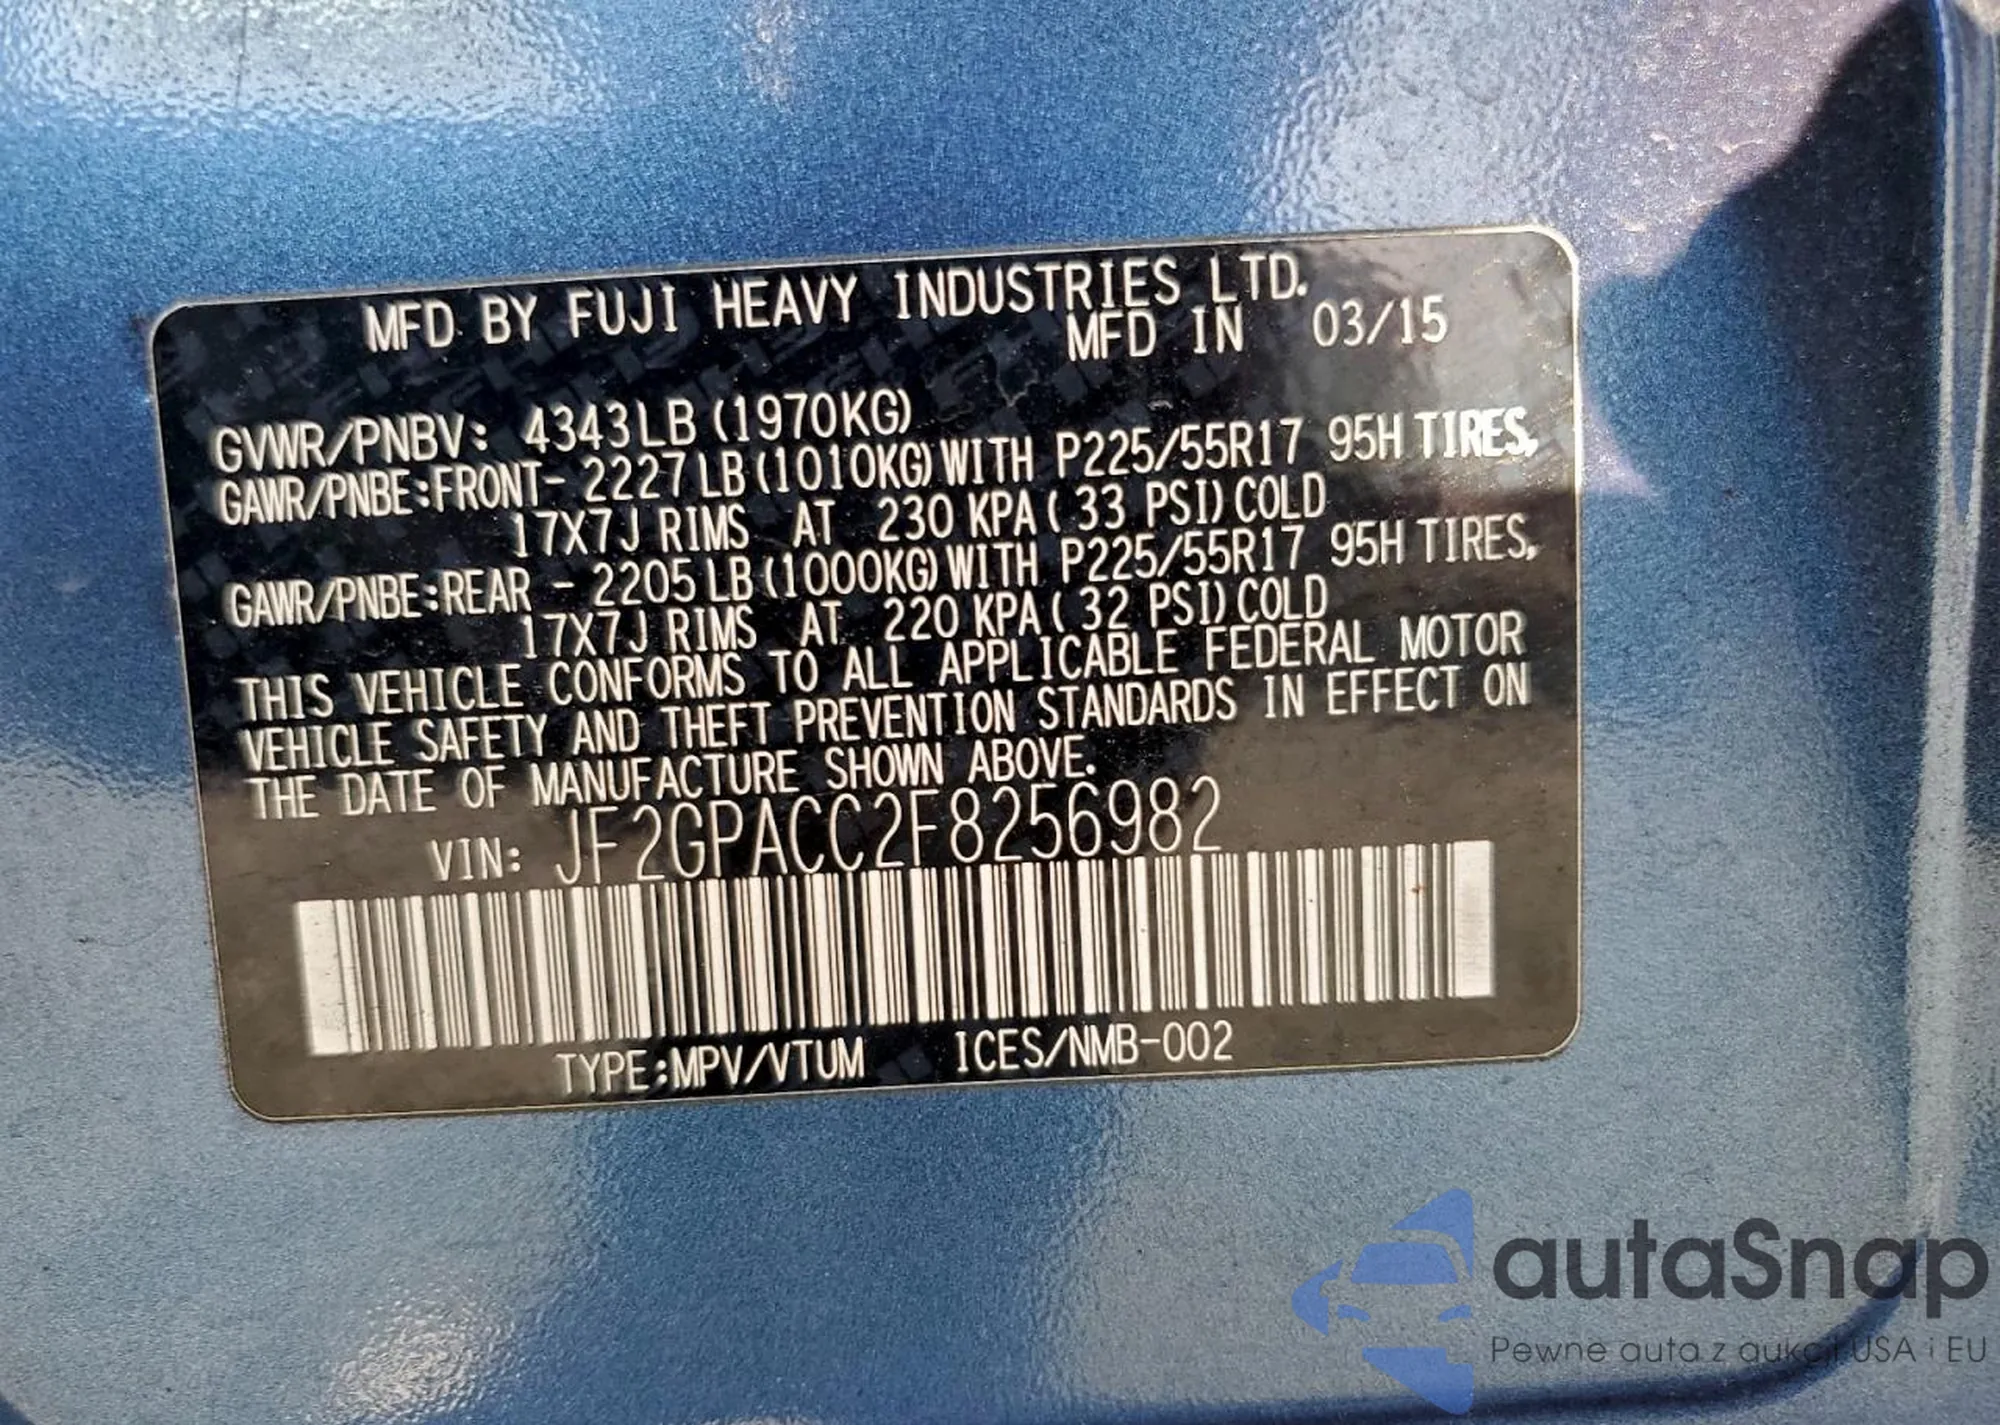 MFD BY FUJI HEAVY INDUSTRIES LTD.
MFD IN 03/15
GVWR/PNBV: 4343LB (1970KG)
GAWR/PNBE:FRONT- 2227LB(1010KG)WITH P225/55R17 95H TIRES,
17X7J RIMS AT 230 KPA( 33 PSI)COLD
GAWR/PNBE:REAR - 2205LB(1000KG)WITH P225/55R17 95H TIRES,
17X7J RIMS AT 220 KPA( 32 PSI)COLD
THIS VEHICLE CONFORMS TO ALL APPLICABLE FEDERAL MOTOR
VEHICLE SAFETY AND THEFT PREVENTION STANDARDS IN EFFECT ON
THE DATE OF MANUFACTURE SHOWN ABOVE.
VIN: JF2GPACC2F8256982
TYPE:MPV/VTUM ICES/NMB-002
autaSnap
Pewne auta z aukcji USA i EU